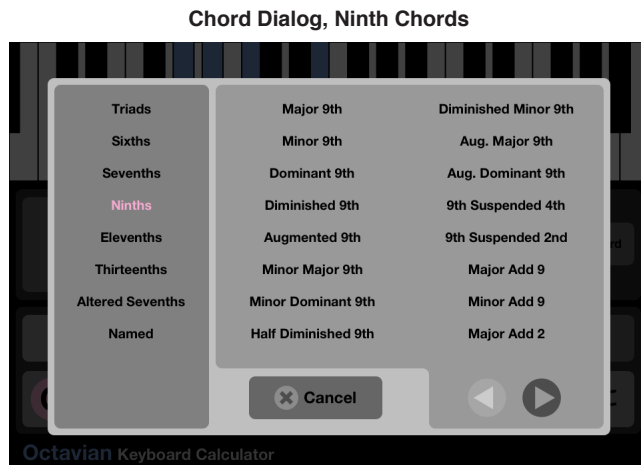 Chord Dialog, Ninth Chords
Triads
Sixths
Sevenths
Ninths
Elevenths
Thirteenths
Altered Sevenths
Named
Major 9th
Minor 9th
Dominant 9th
Diminished 9th
Augmented 9th
Minor Major 9th
Minor Dominant 9th
Half Diminished 9th
Diminished Minor 9th
Aug. Major 9th
Aug. Dominant 9th
9th Suspended 4th
9th Suspended 2nd
Major Add 9
Minor Add 9
Major Add 2
Cancel
Octavian Keyboard Calculator